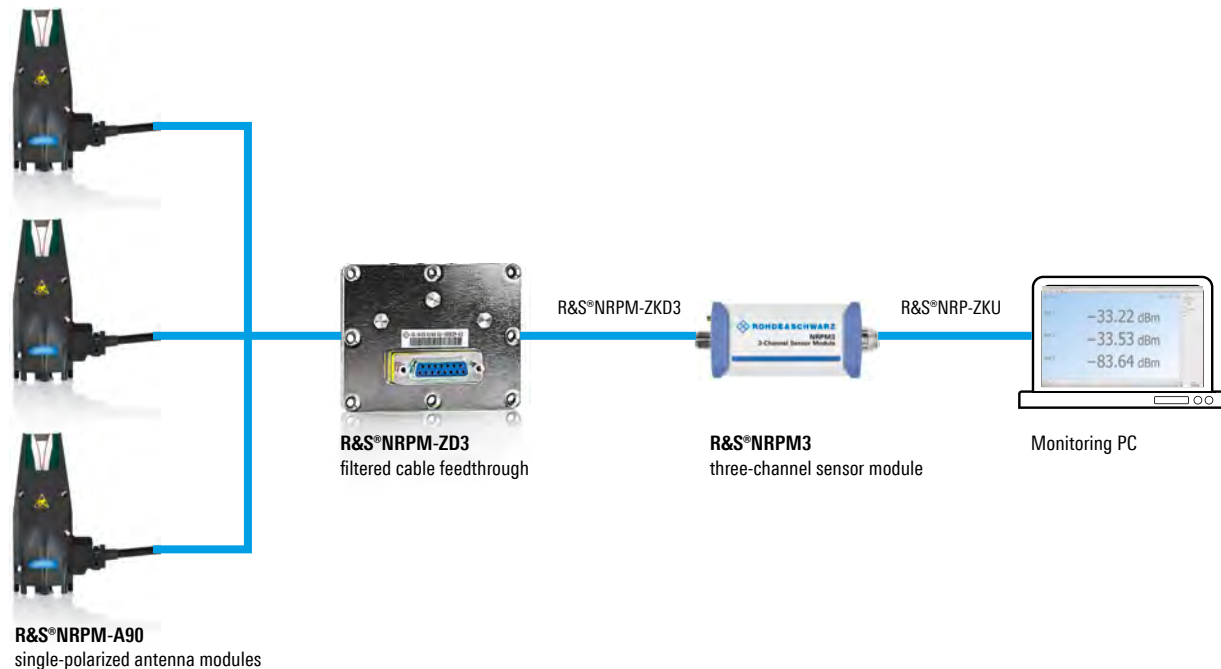 R&S®NRPM-A90
single-polarized antenna modules
R&S®NRPM-ZD3
filtered cable feedthrough
R&S®NRPM-ZKD3
ROHDE&SCHWARZ
NRPM3
3-Channel Sensor Module
R&S®NRPM3
three-channel sensor module
R&S®NRP-ZKU
−33.22 dBm
−33.53 dBm
−83.64 dBm
Monitoring PC